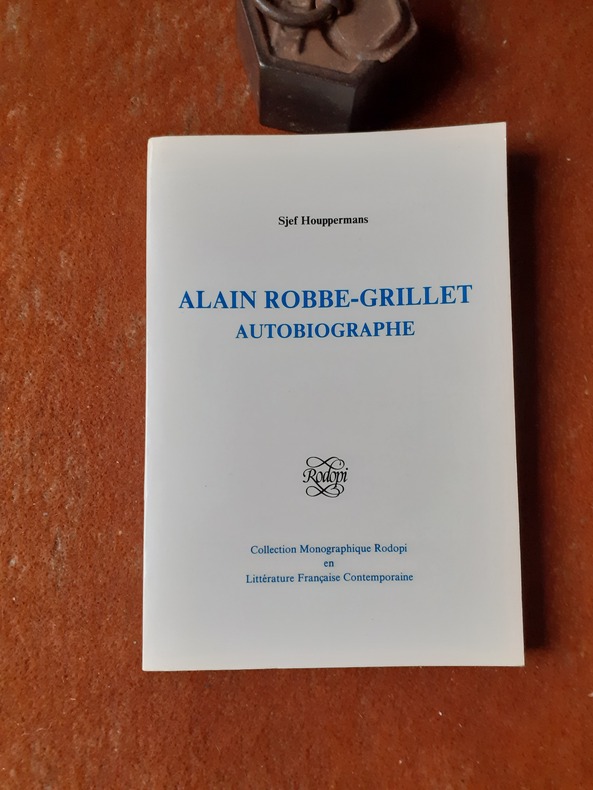 Sjef Houppermans
ALAIN ROBBE-GRILLET
AUTOBIOGRAPHE
Rodopi
Collection Monographique Rodopi
en
Littérature Française Contemporaine